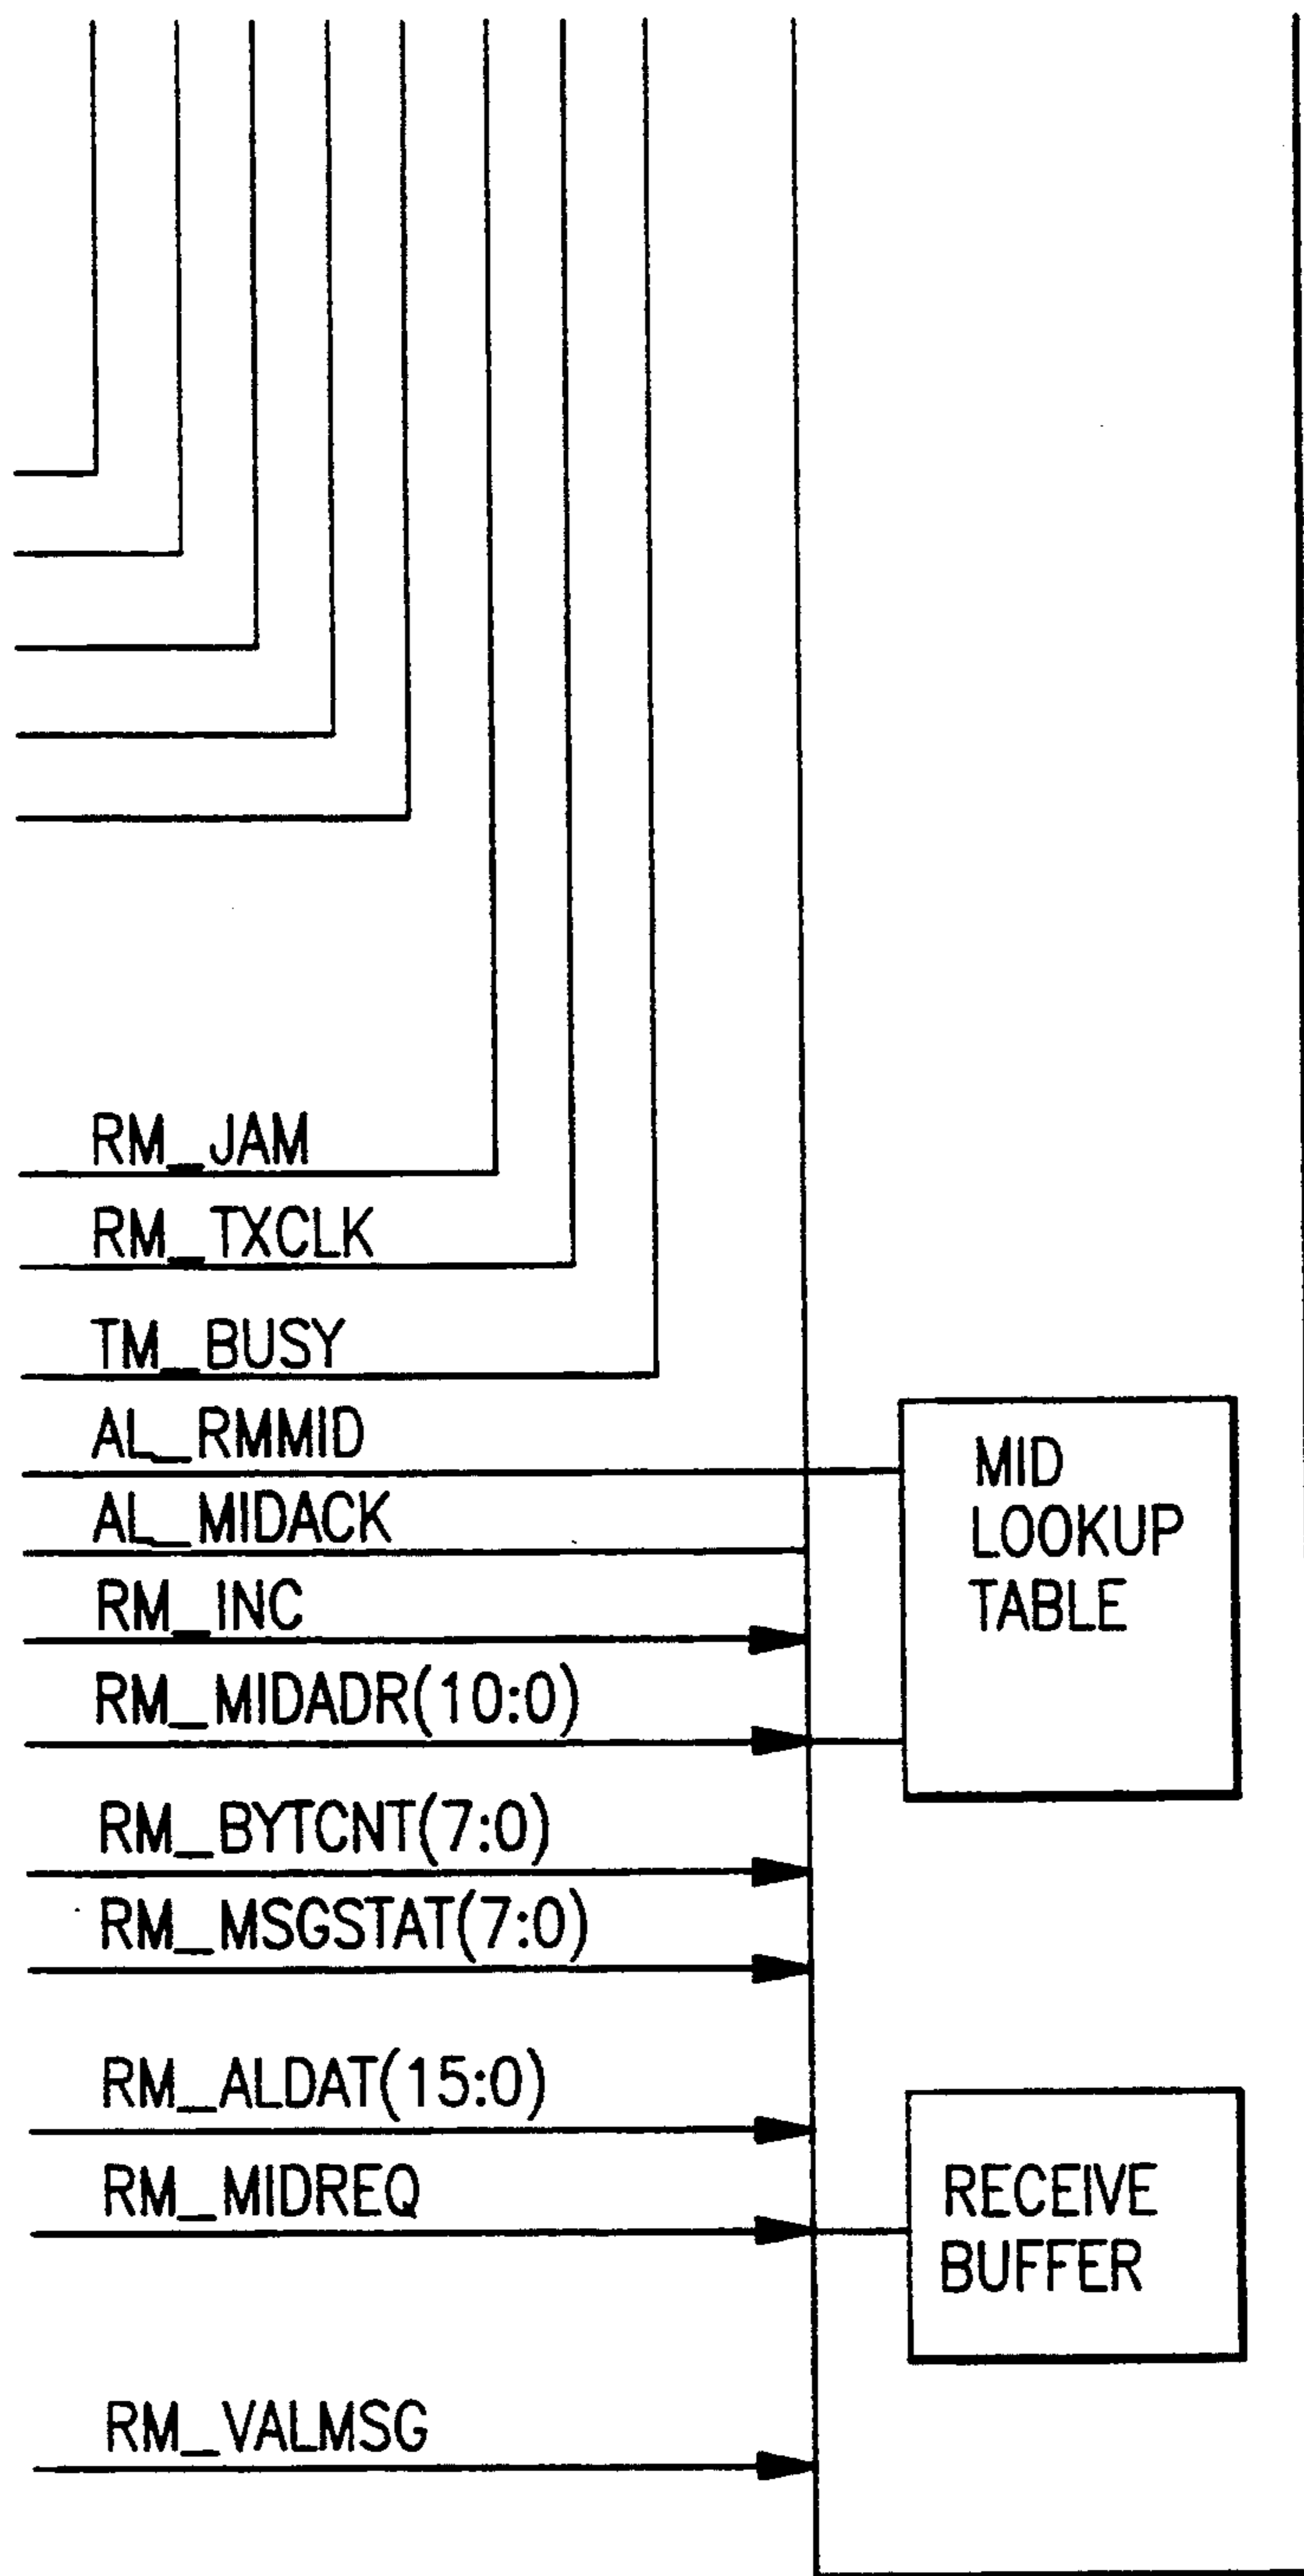 RM_JAM
RM_TXCLK
TM_BUSY
AL_RMMID
AL_MIDACK
RM_INC
RM_MIDADR(10:0)
RM_BYTCNT(7:0)
RM_MSGSTAT(7:0)
RM_ALDAT(15:0)
RM_MIDREQ
RM_VALMSG
MID
LOOKUP
TABLE
RECEIVE
BUFFER